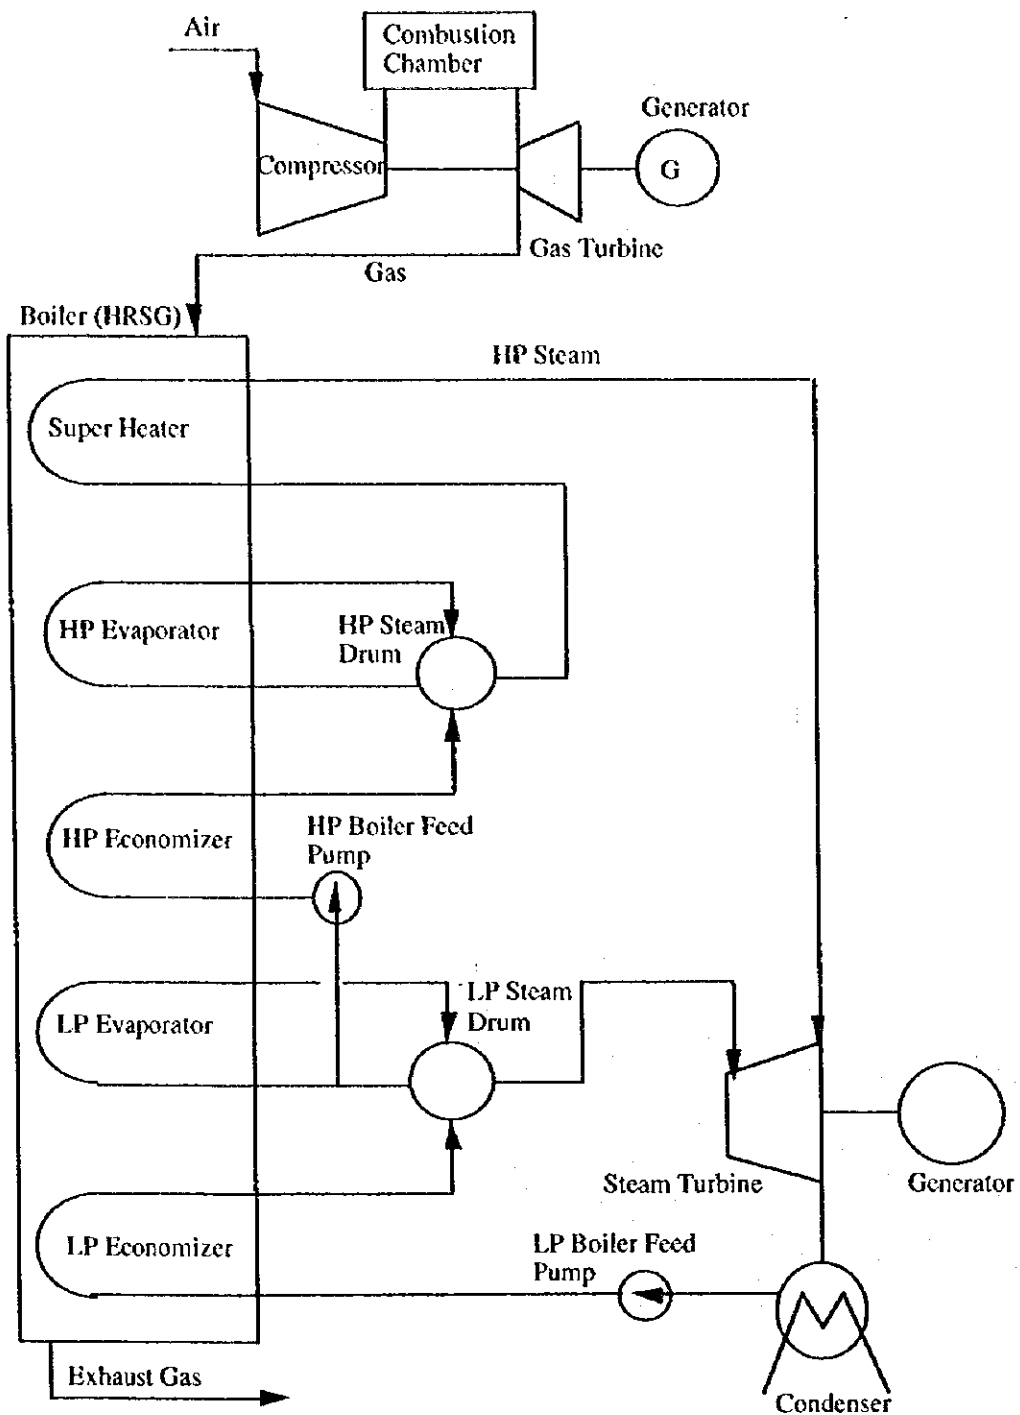 Air
Combustion
Chamber
Generator
Compressor
G
Gas Turbine
Gas
Boiler (HRSG)
HP Steam
Super Heater
HP Evaporator
HP Steam
Drum
HP Economizer
HP Boiler Feed
Pump
LP Evaporator
LP Steam
Drum
Steam Turbine
Generator
LP Economizer
LP Boiler Feed
Pump
Exhaust Gas
Condenser